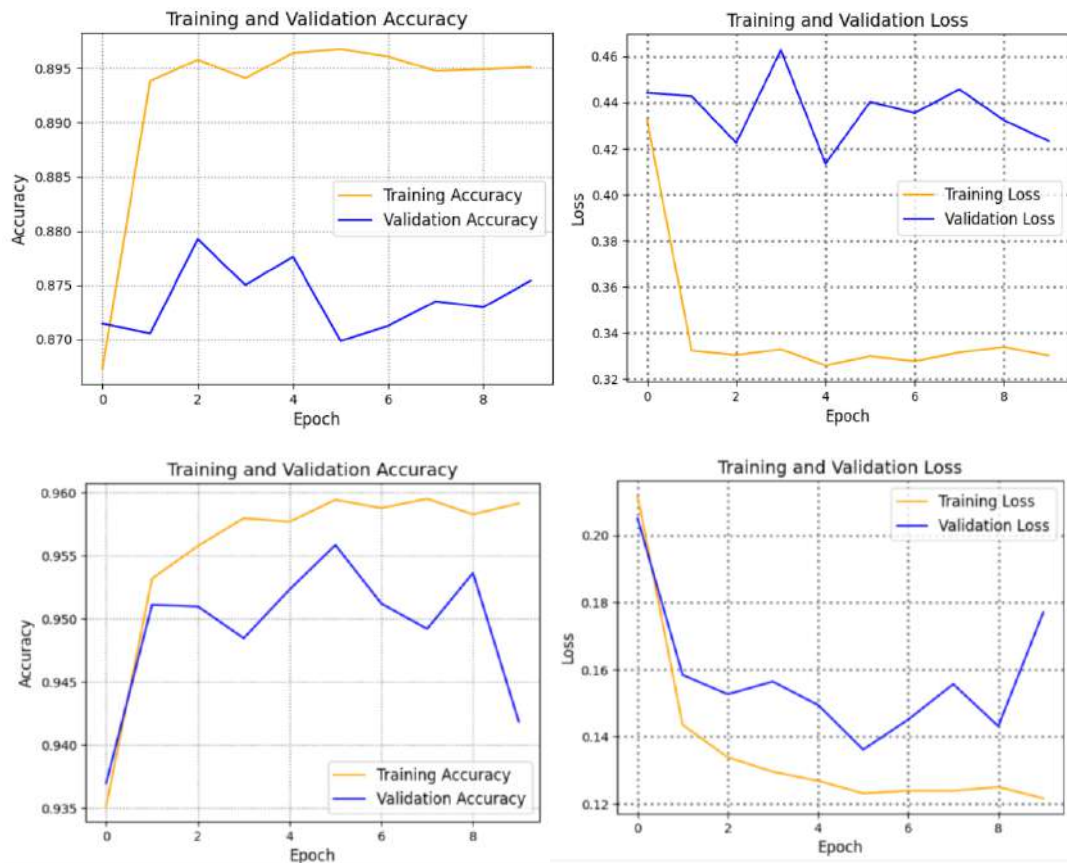 Training and Validation Accuracy
0.895
0.890
0.885
0.880
0.875
0.870
Accuracy
Training Accuracy
Validation Accuracy
0 2 4 6 8
Epoch
Training and Validation Loss
0.46
0.44
0.42
0.40
0.38
0.36
0.34
0.32
Loss
Training Loss
Validation Loss
0 2 4 6 8
Epoch
Training and Validation Accuracy
0.960
0.955
0.950
0.945
0.940
0.935
Accuracy
Training Accuracy
Validation Accuracy
0 2 4 6 8
Epoch
Training and Validation Loss
0.20
0.18
0.16
0.14
0.12
Loss
Training Loss
Validation Loss
0 2 4 6 8
Epoch